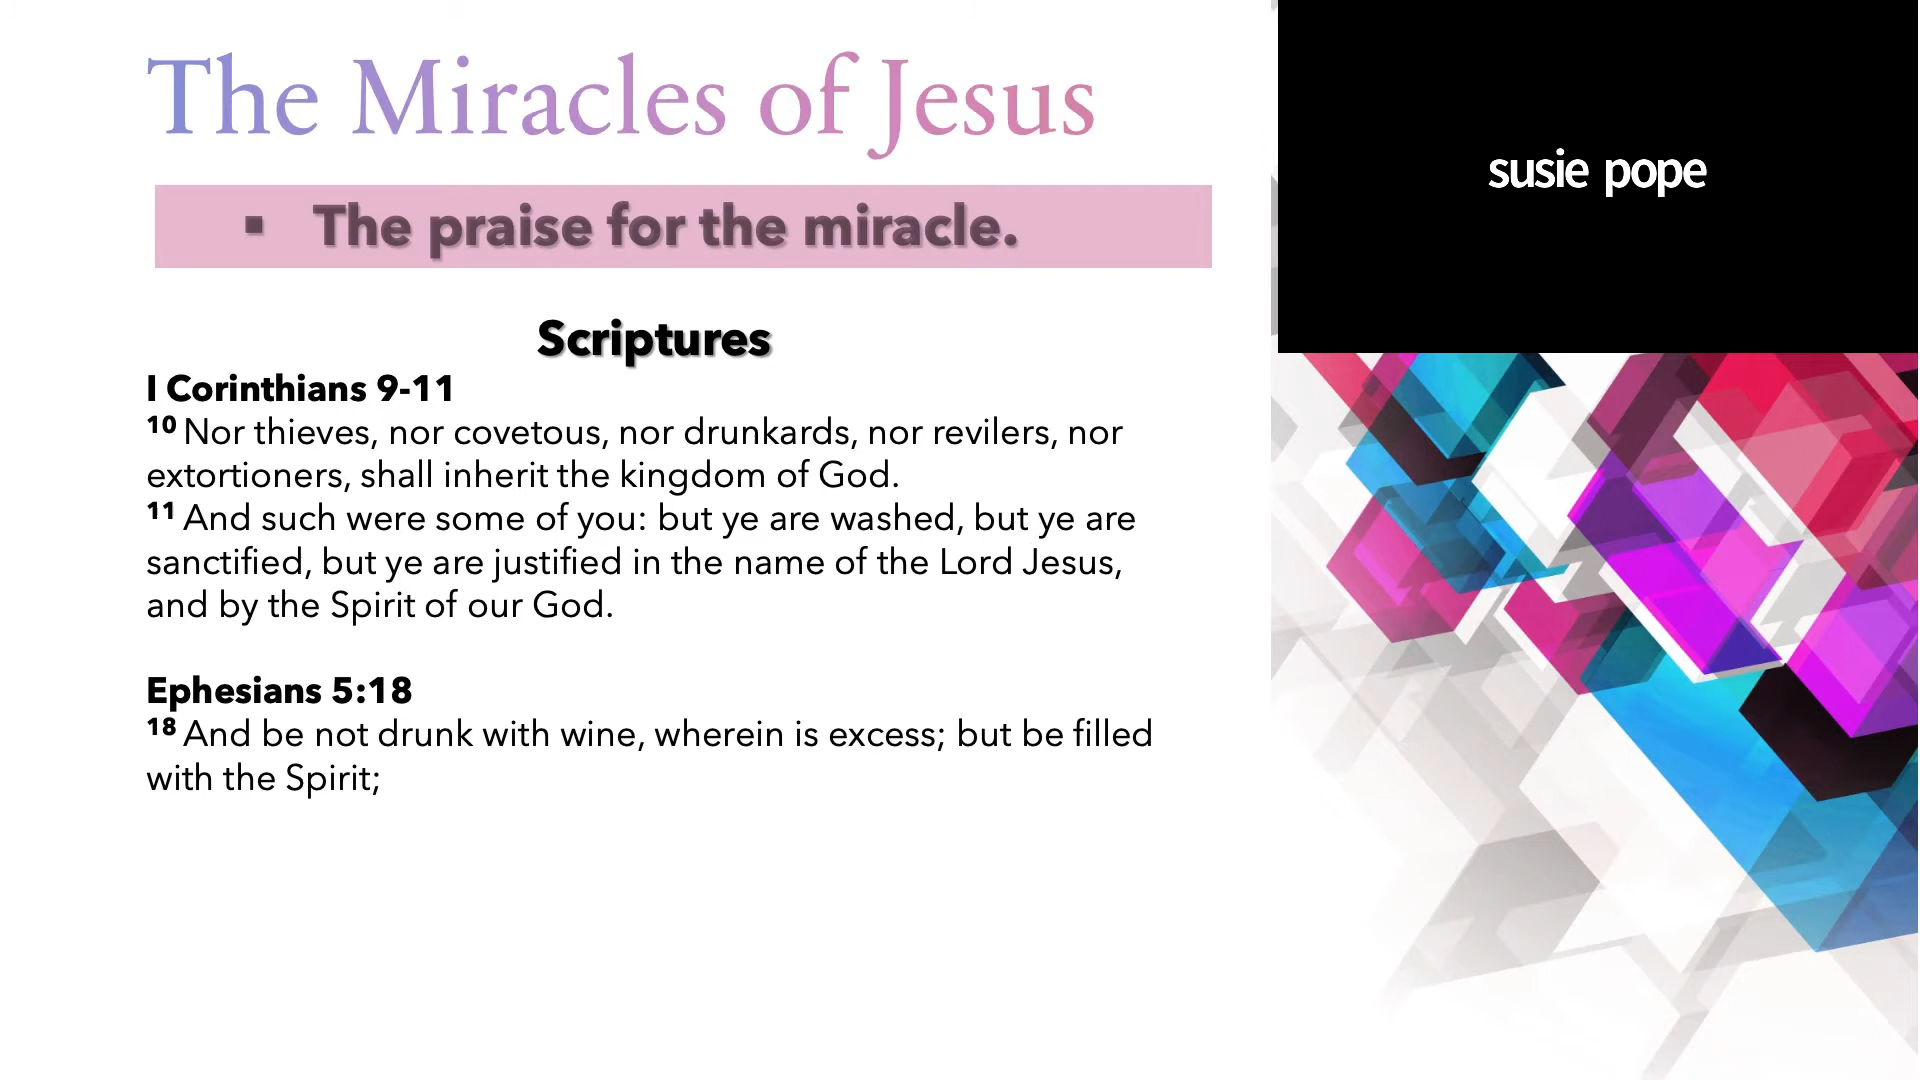 The Miracles of Jesus
▪ The praise for the miracle.
susie pope
Scriptures
I Corinthians 9-11
10 Nor thieves, nor covetous, nor drunkards, nor revilers, nor
extortioners, shall inherit the kingdom of God.
11 And such were some of you: but ye are washed, but ye are
sanctified, but ye are justified in the name of the Lord Jesus,
and by the Spirit of our God.
Ephesians 5:18
18 And be not drunk with wine, wherein is excess; but be filled
with the Spirit;